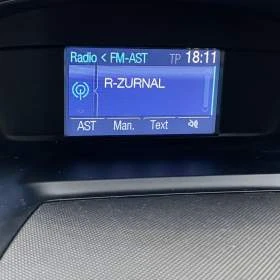 Radio < FM-AST TP 18:11
R-ZURNAL
AST Man. Text